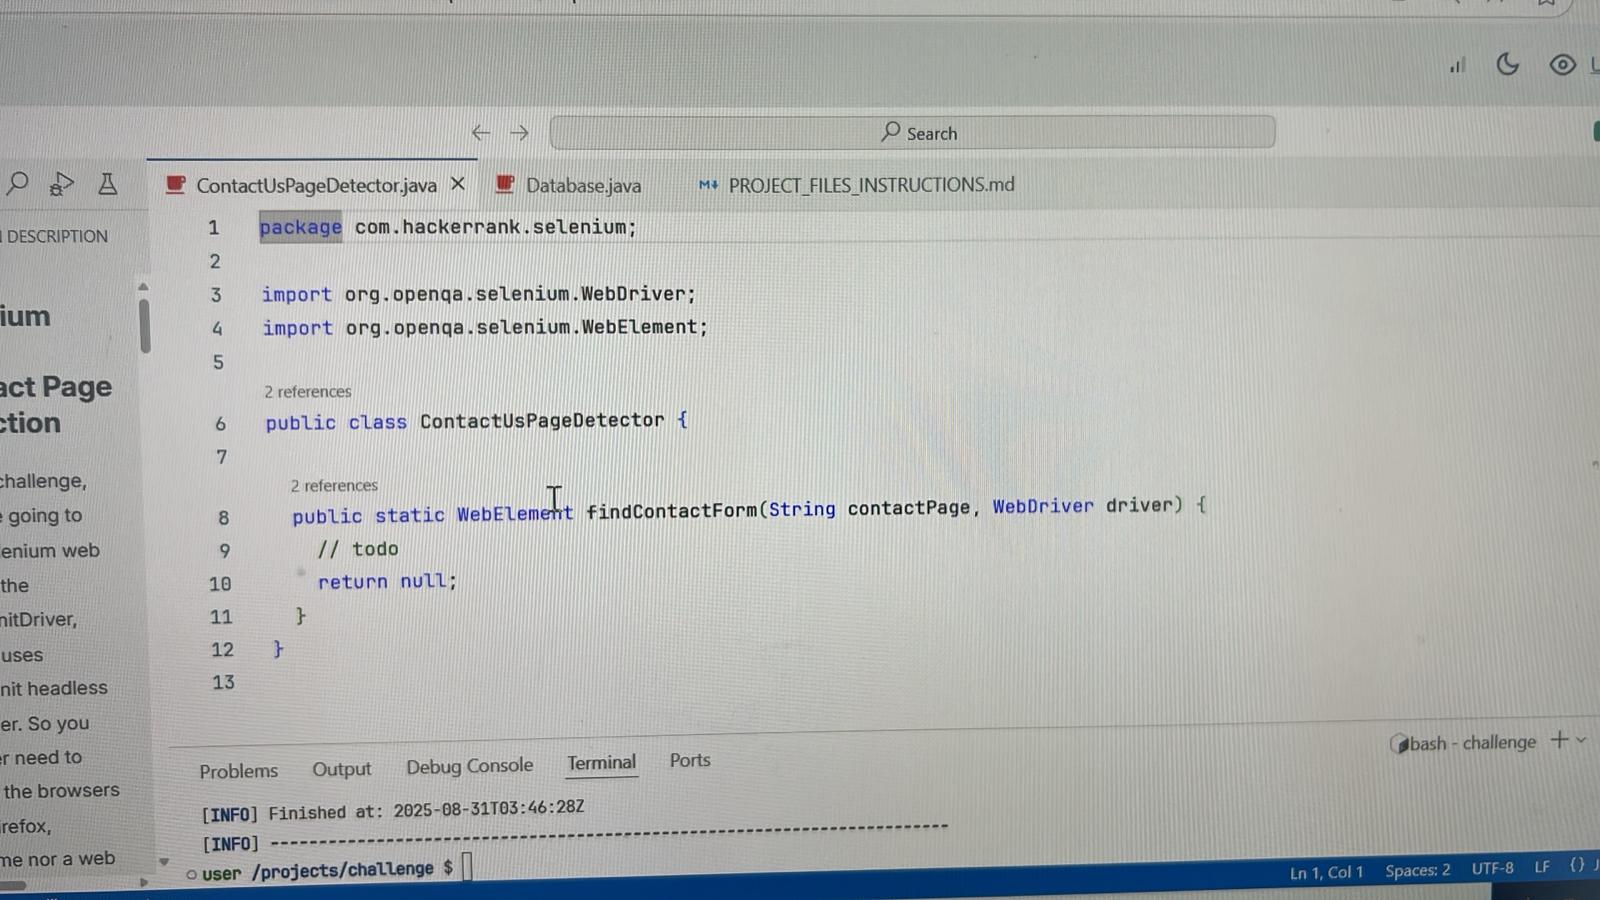 Search
ContactUsPageDetector.java
Database.java
PROJECT_FILES_INSTRUCTIONS.md
DESCRIPTION
ium
act Page
ction
challenge,
going to
lenium web
the
nitDriver,
uses
nit headless
er. So you
r need to
the browsers
refox,
me nor a web
1 package com.hackerrank.selenium;
2
3 import org.openqa.selenium.WebDriver;
4 import org.openqa.selenium.WebElement;
5
2 references
6 public class ContactUsPageDetector {
7
2 references
8 public static WebElement findContactForm(String contactPage, WebDriver driver) {
9 // todo
10 return null;
11 }
12 }
13
Problems Output Debug Console Terminal Ports
bash - challenge
[INFO] Finished at: 2025-08-31T03:46:28Z
[INFO] ------------------------------------------------------------------------
user /projects/challenge $
Ln 1, Col 1 Spaces: 2 UTF-8 LF {}